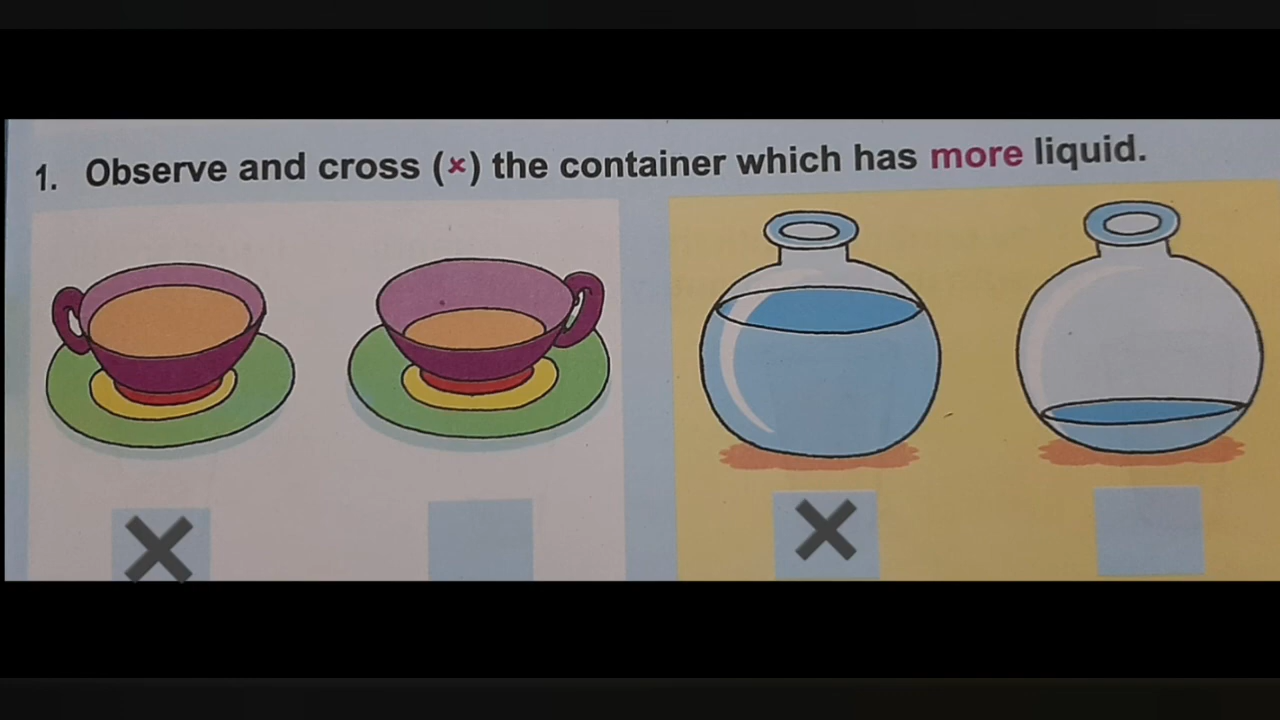 1. Observe and cross (×) the container which has more liquid.